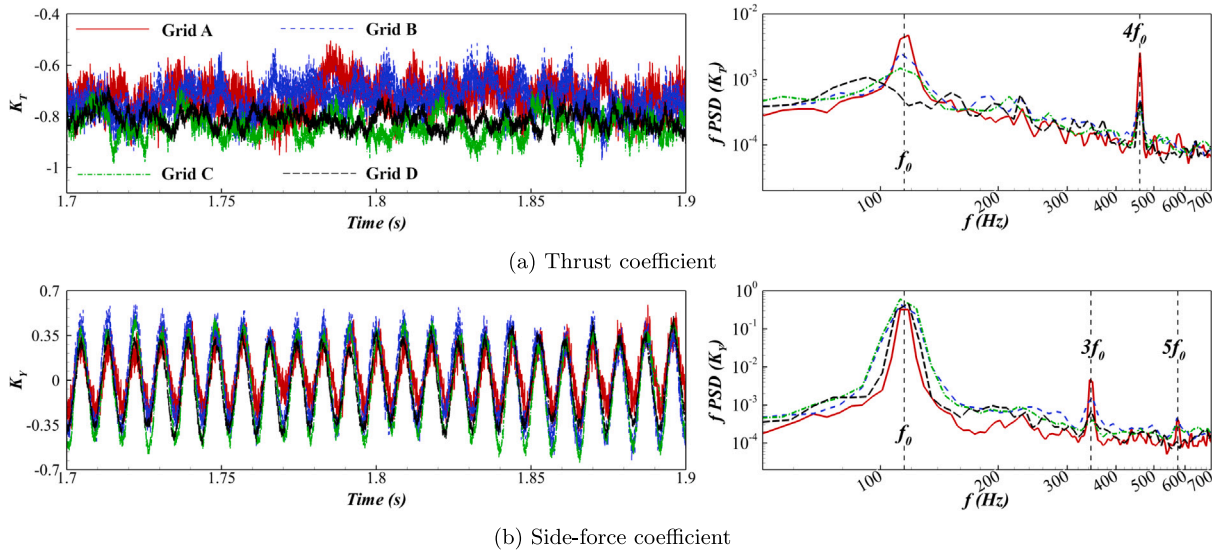 -0.4
Grid A
Grid B
-0.6
K_T
-0.8
-1
Grid C
Grid D
1.7
1.75
1.8
1.85
1.9
Time (s)
10^-2
4f_0
10^-3
f PSD (K_T)
10^-4
f_0
100
200
300
400
500
600
700
f (Hz)
(a) Thrust coefficient
0.7
0.35
K_Y
0
-0.35
-0.7
1.7
1.75
1.8
1.85
1.9
Time (s)
10^0
10^-1
3f_0
5f_0
10^-2
f PSD (K_Y)
10^-3
10^-4
f_0
100
200
300
400
500
600
700
f (Hz)
(b) Side-force coefficient